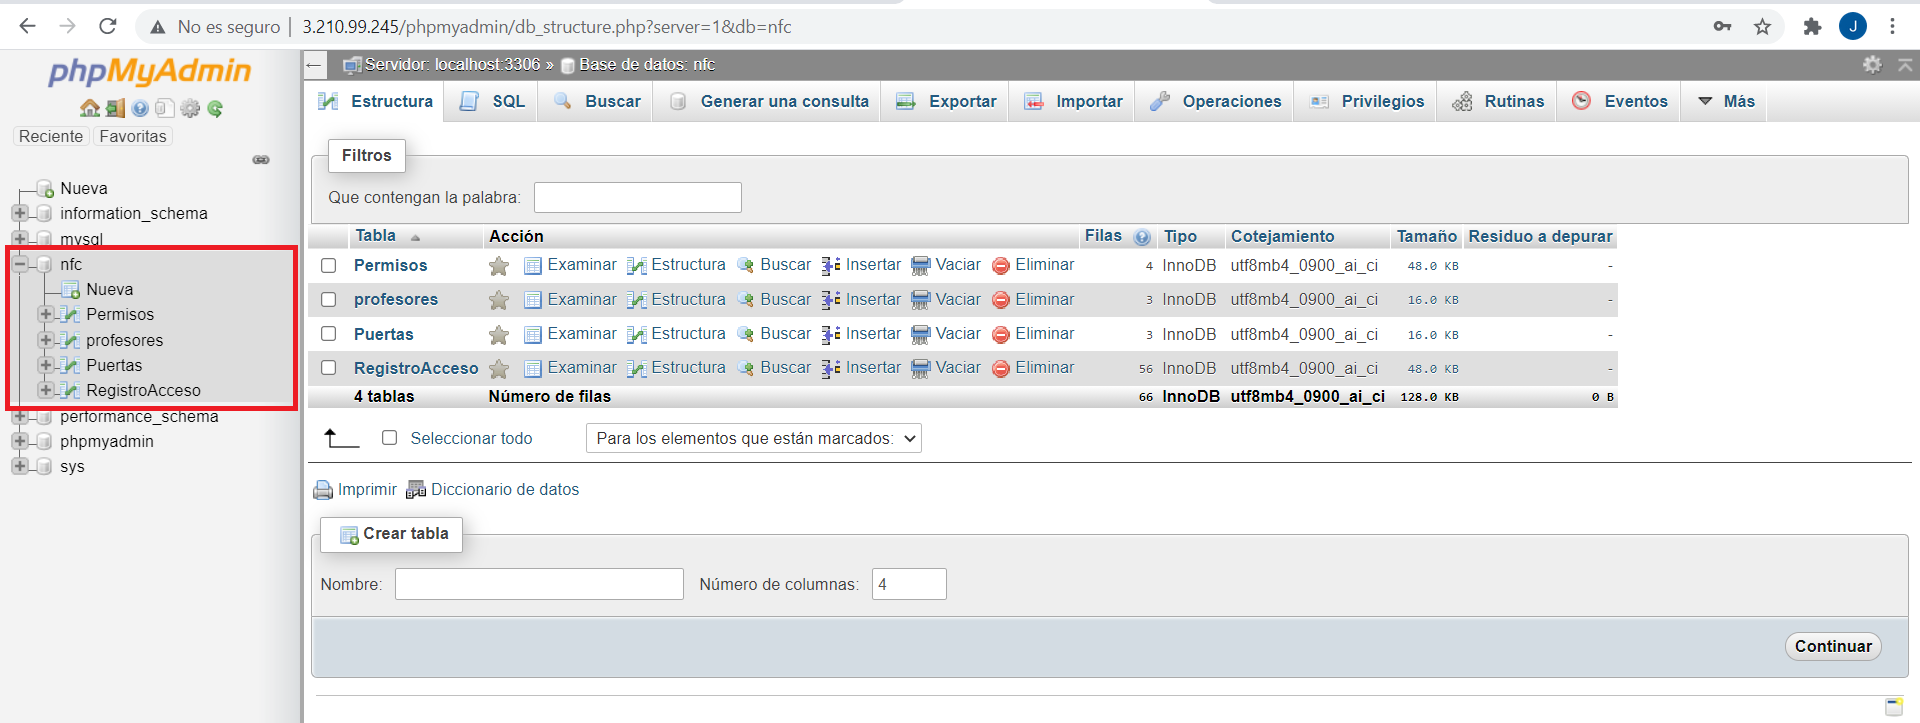 No es seguro | 3.210.99.245/phpmyadmin/db_structure.php?server=1&db=nfc
J
phpMyAdmin
Reciente Favoritas
Nueva
information_schema
mysql
nfc
Nueva
Permisos
profesores
Puertas
RegistroAcceso
performance_schema
phpmyadmin
sys
Servidor: localhost:3306 » Base de datos: nfc
Estructura SQL Buscar Generar una consulta Exportar Importar Operaciones Privilegios Rutinas Eventos Más
Filtros
Que contengan la palabra:
Tabla Acción Filas Tipo Cotejamiento Tamaño Residuo a depurar
Permisos Examinar Estructura Buscar Insertar Vaciar Eliminar 4 InnoDB utf8mb4_0900_ai_ci 48.0 KB -
profesores Examinar Estructura Buscar Insertar Vaciar Eliminar 3 InnoDB utf8mb4_0900_ai_ci 16.0 KB -
Puertas Examinar Estructura Buscar Insertar Vaciar Eliminar 3 InnoDB utf8mb4_0900_ai_ci 16.0 KB -
RegistroAcceso Examinar Estructura Buscar Insertar Vaciar Eliminar 56 InnoDB utf8mb4_0900_ai_ci 48.0 KB -
4 tablas Número de filas 66 InnoDB utf8mb4_0900_ai_ci 128.0 KB 0 B
Seleccionar todo Para los elementos que están marcados:
Imprimir Diccionario de datos
Crear tabla
Nombre: Número de columnas: 4
Continuar